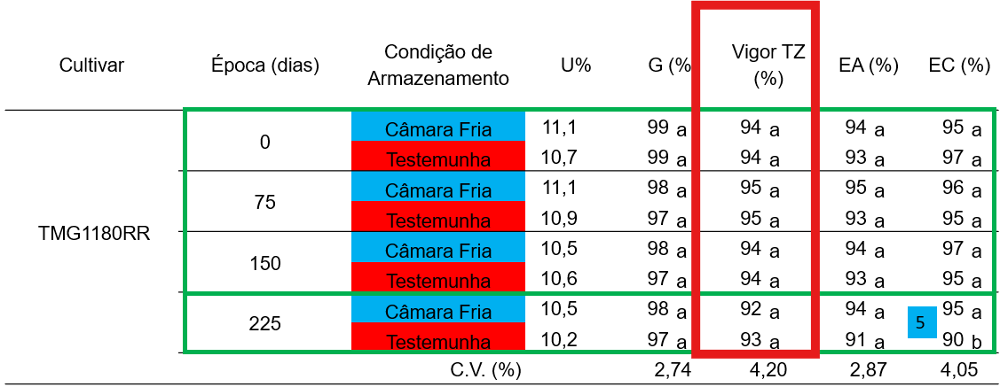 Cultivar Época (dias) Condição de Armazenamento U% G (% Vigor TZ (%) EA (%) EC (%)
TMG1180RR
0 Câmara Fria 11,1 99 a 94 a 94 a 95 a
Testemunha 10,7 99 a 94 a 93 a 97 a
75 Câmara Fria 11,1 98 a 95 a 95 a 96 a
Testemunha 10,9 97 a 95 a 93 a 95 a
150 Câmara Fria 10,5 98 a 94 a 94 a 97 a
Testemunha 10,6 97 a 94 a 93 a 95 a
225 Câmara Fria 10,5 98 a 92 a 94 a 95 a
5
Testemunha 10,2 97 a 93 a 91 a 90 b
C.V. (%) 2,74 4,20 2,87 4,05